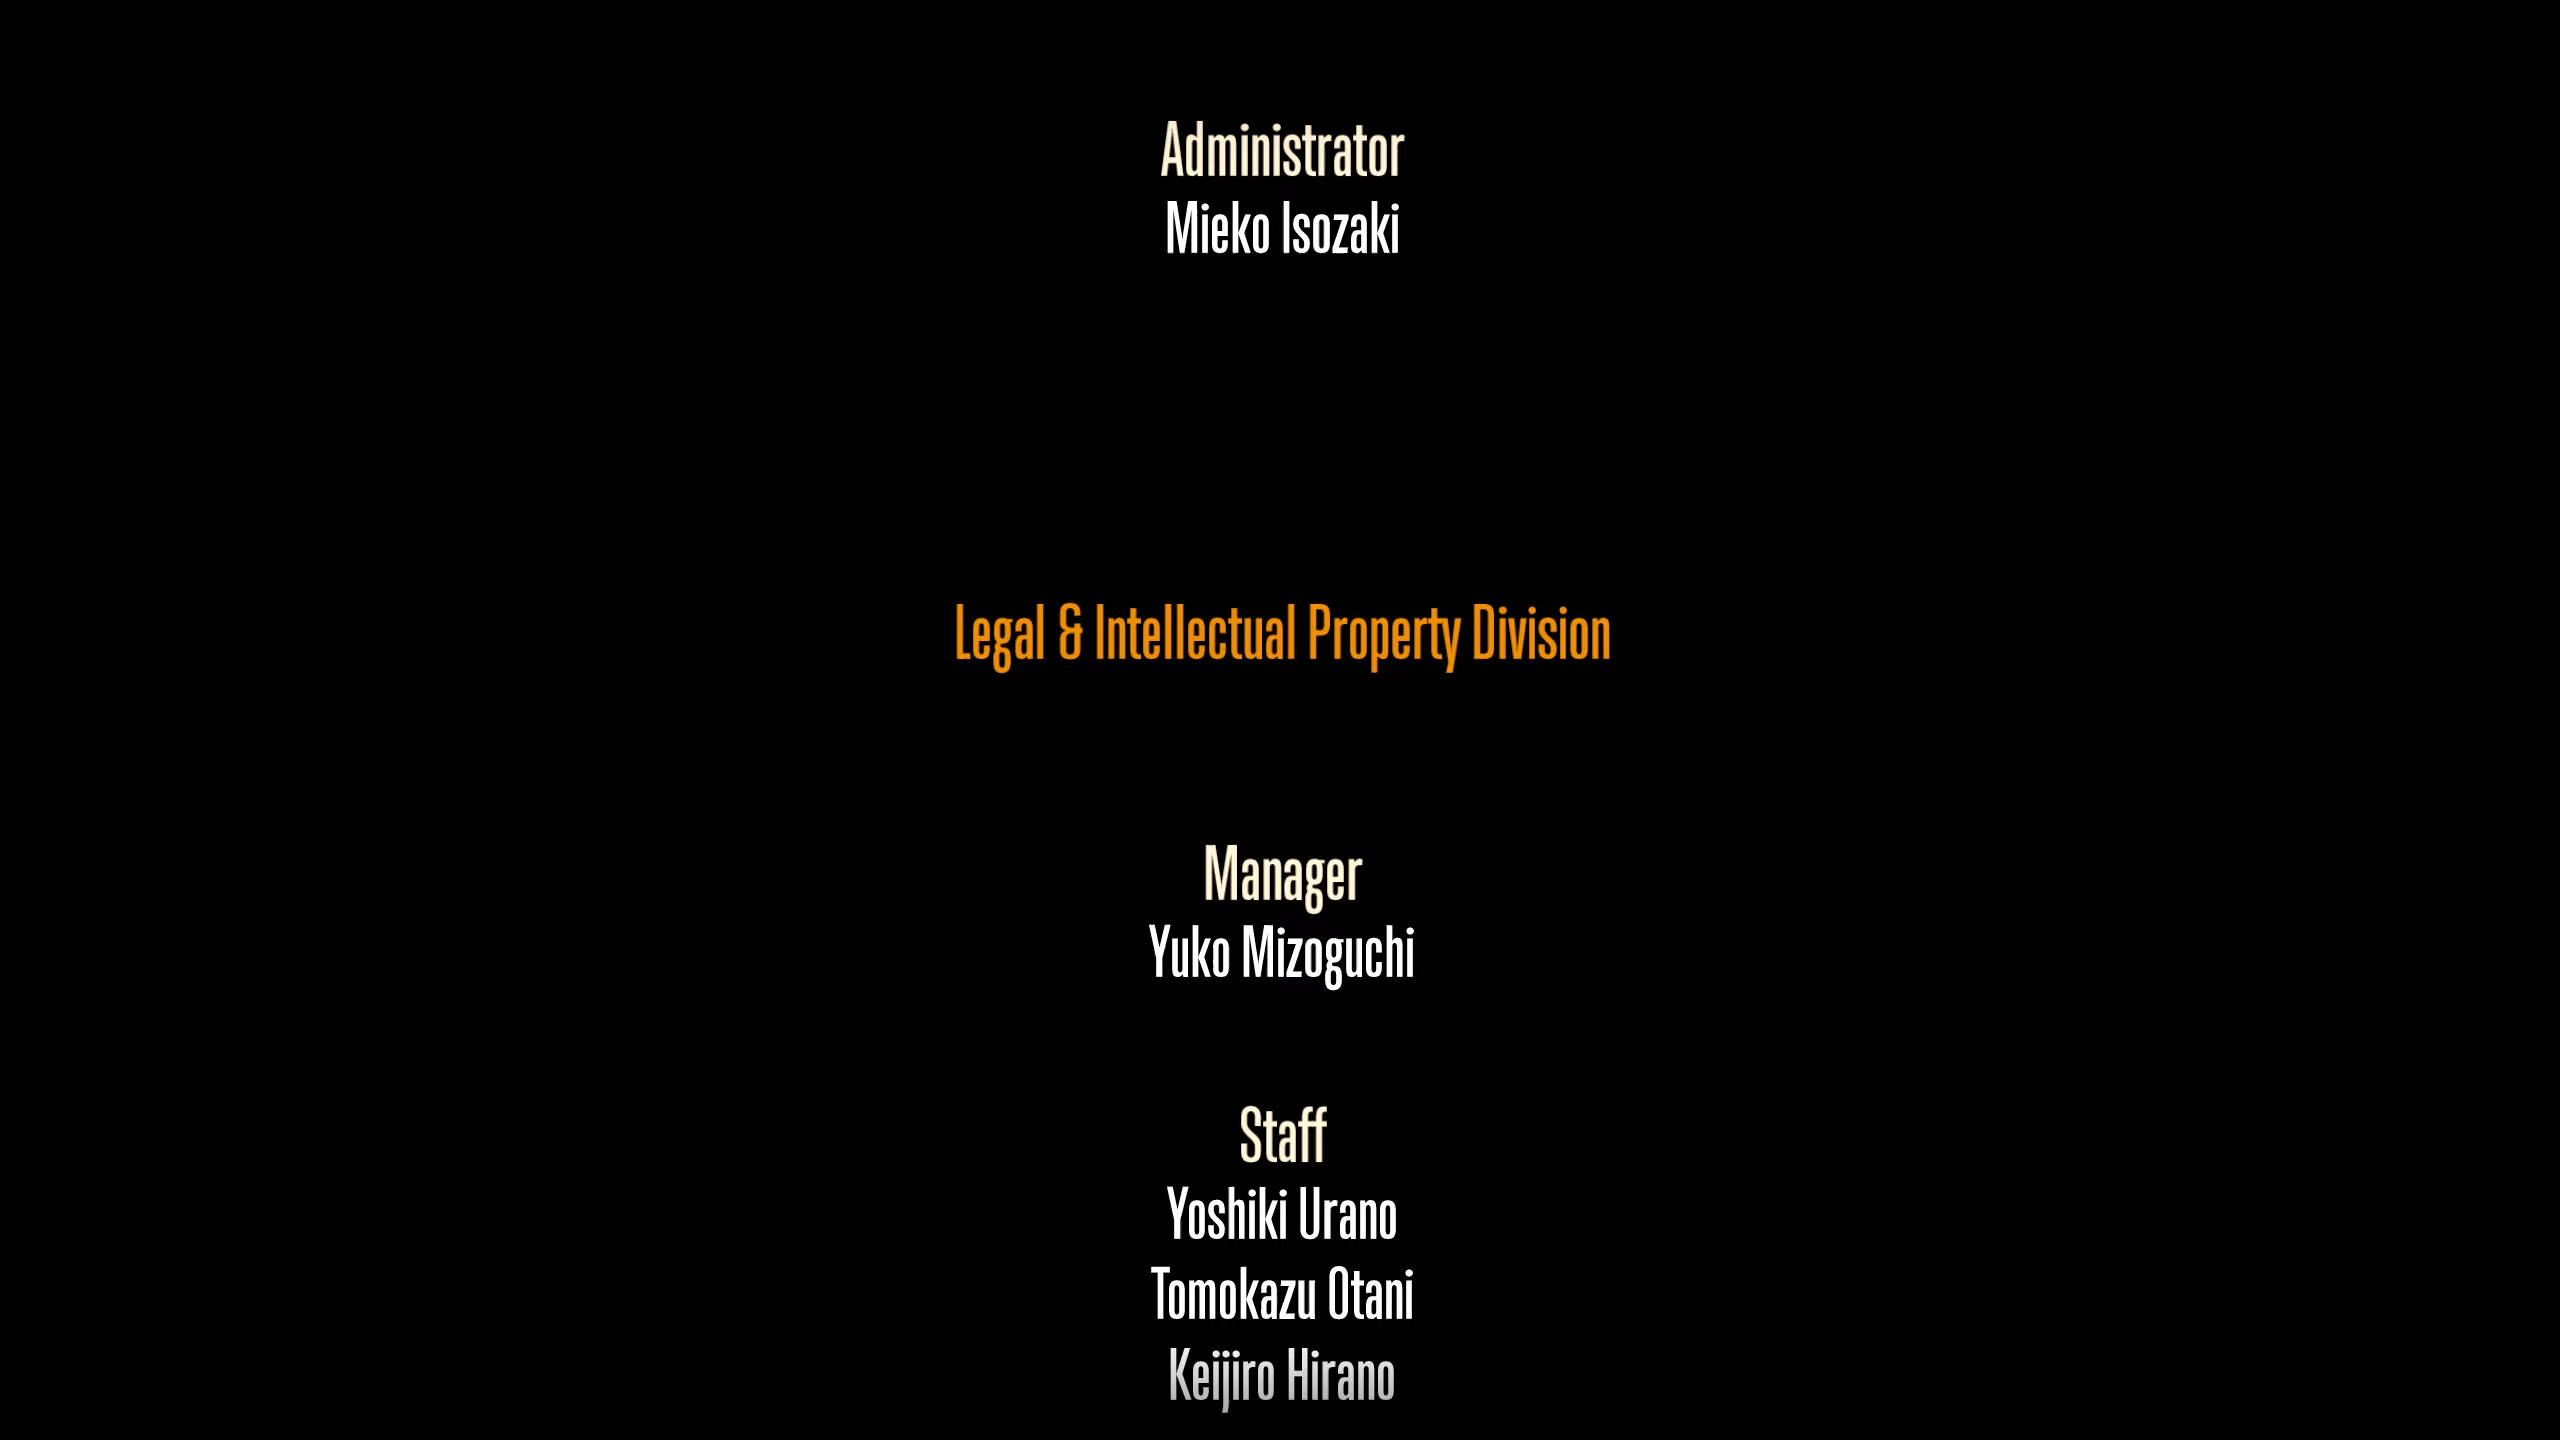 Administrator
Mieko Isozaki
Legal & Intellectual Property Division
Manager
Yuko Mizoguchi
Staff
Yoshiki Urano
Tomokazu Otani
Keijiro Hirano